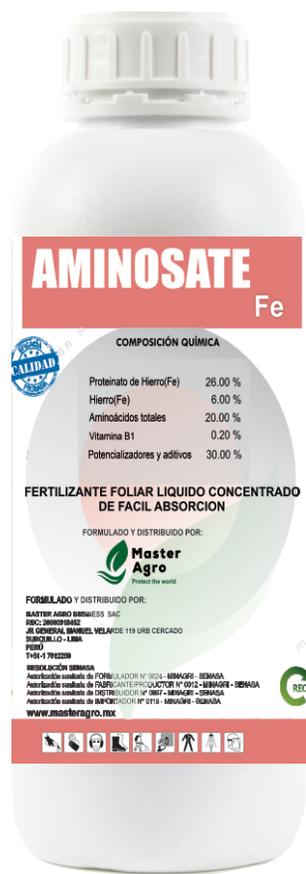 AMINOSATE
Fe
COMPOSICIÓN QUÍMICA
CALIDAD
Proteinato de Hierro(Fe) 26.00 %
Hierro(Fe) 6.00 %
Aminoácidos totales 20.00 %
Vitamina B1 0.20 %
Potencializadores y aditivos 30.00 %
FERTILIZANTE FOLIAR LIQUIDO CONCENTRADO
DE FACIL ABSORCION
FORMULADO Y DISTRIBUIDO POR:
Master
Agro
Protect the world
FORMULADO Y DISTRIBUIDO POR:
MASTER AGRO BUSINESS SAC
JR GENERAL MANUEL VELARDE 119 URB CERCADO
SURQUILLO - LIMA
PERÚ
RESOLUCIÓN SENASA
Autorización sanitaria de FORMULADOR N° 0024 - MINAGRI - SENASA
Autorización sanitaria de FABRICANTE/PRODUCTOR N° 0012 - MINAGRI - SENASA
Autorización sanitaria de DISTRIBUIDOR N° 0867 - MINAGRI - SENASA
Autorización sanitaria de IMPORTADOR N° 0118 - MINAGRI - SENASA
www.masteragro.mx
REC